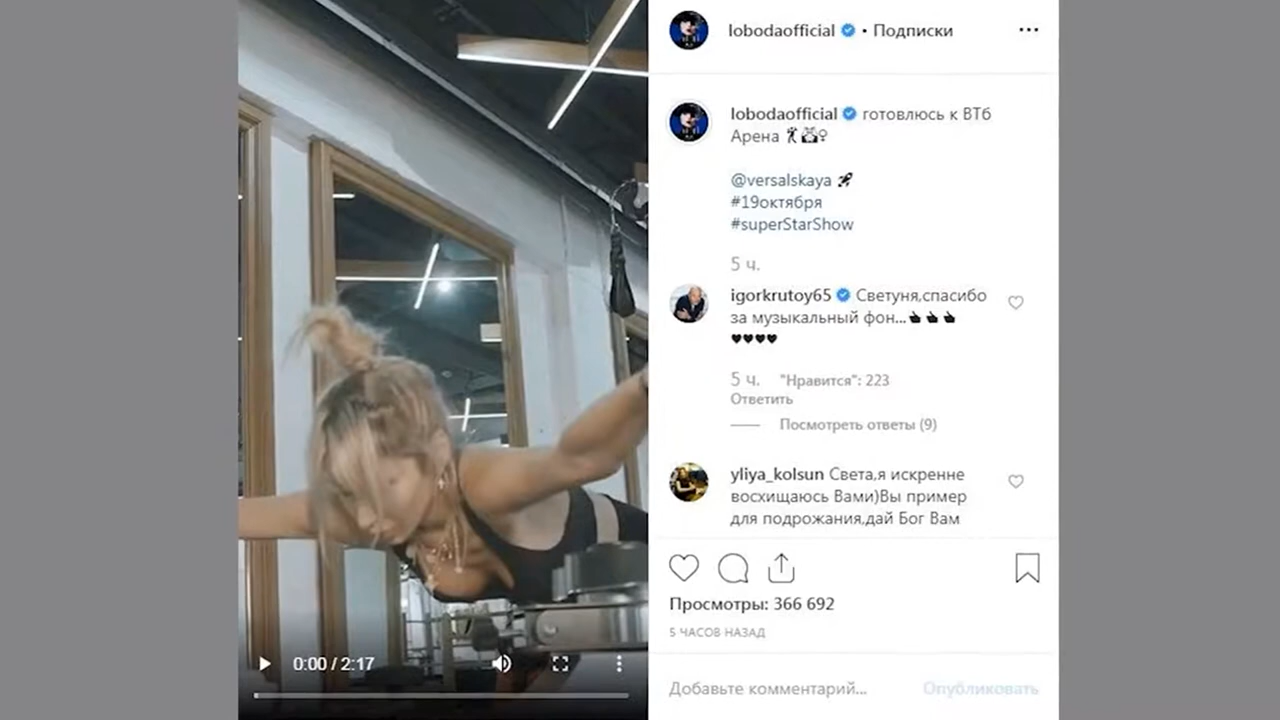 lobodaofficial • Подписки
lobodaofficial готовлюсь к ВТб
Арена
@versalskaya
#19октября
#superStarShow
5 ч.
igorkrutoy65 Светуня,спасибо
за музыкальный фон...
5 ч. "Нравится": 223
Ответить
Посмотреть ответы (9)
yliya_kolsun Света,я искренне
восхищаюсь Вами)Вы пример
для подрожания,дай Бог Вам
Просмотры: 366 692
5 ЧАСОВ НАЗАД
0:00 / 2:17
Добавьте комментарий... Опубликовать